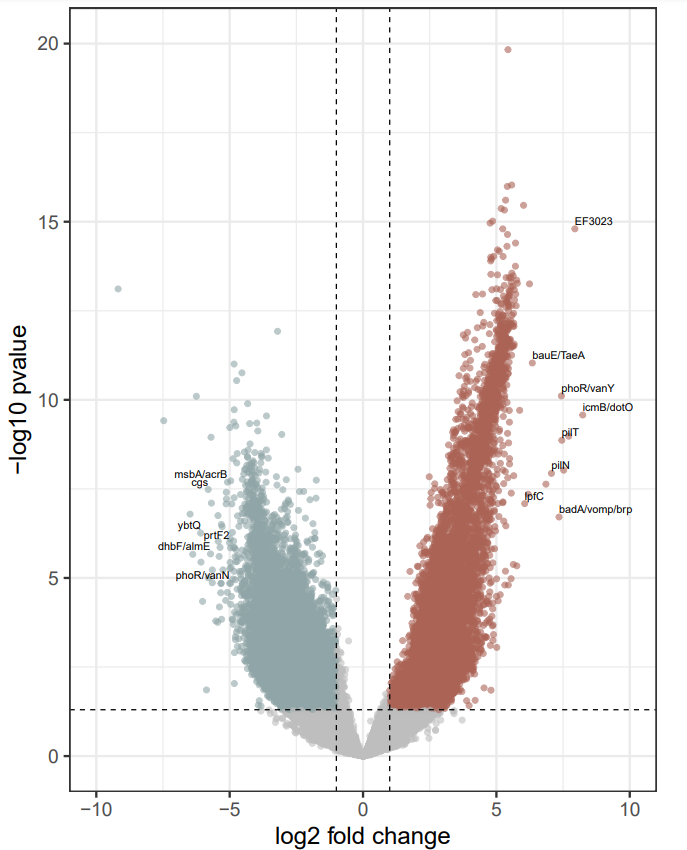 20
15
10
5
0
−log10 pvalue
EF3023
bauE/TaeA
phoR/vanY
icmB/dotO
pilT
pilN
lpfC
badA/vomp/brp
msbA/acrB
cgs
ybtQ
prtF2
dhbF/almE
phoR/vanN
−10
−5
0
5
10
log2 fold change